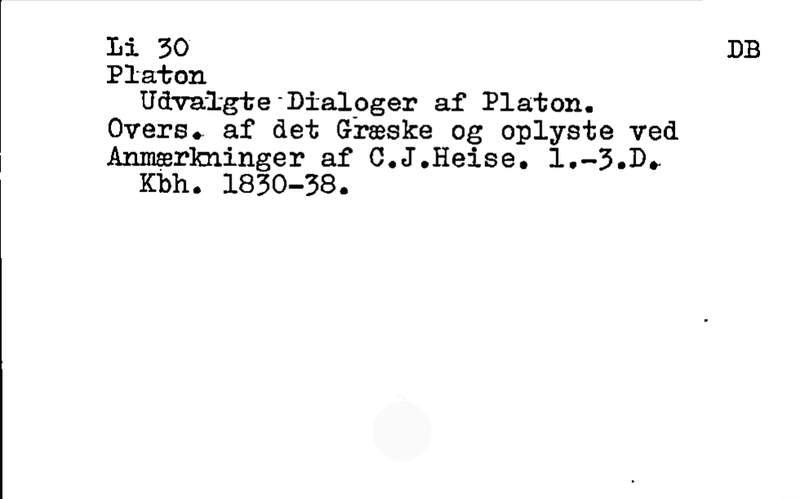 Li 30 DB
Platon
Udvalgte Dialoger af Platon.
Overs. af det Græske og oplyste ved
Anmærkninger af C.J.Heise. 1.-3.D.
Kbh. 1830-38.